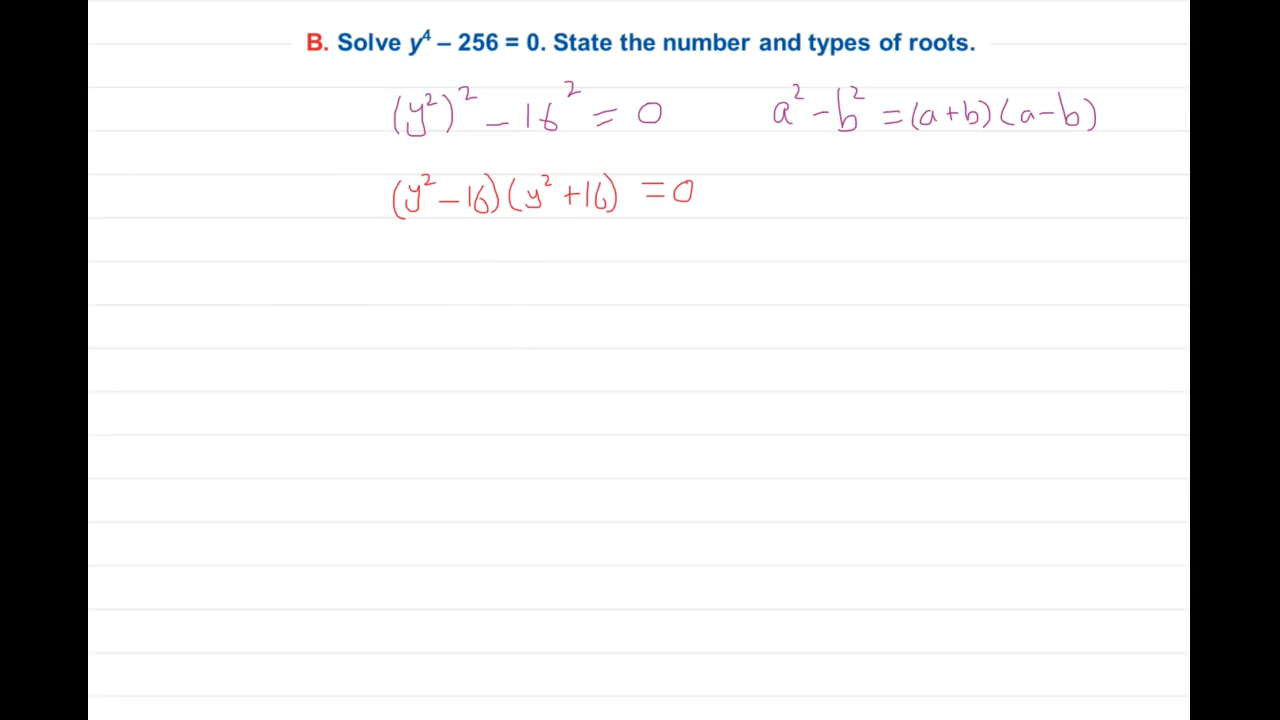 B. Solve y⁴ – 256 = 0. State the number and types of roots.
(y²)² – 16² = 0 a² – b² = (a+b)(a–b)
(y² – 16)(y² + 16) = 0